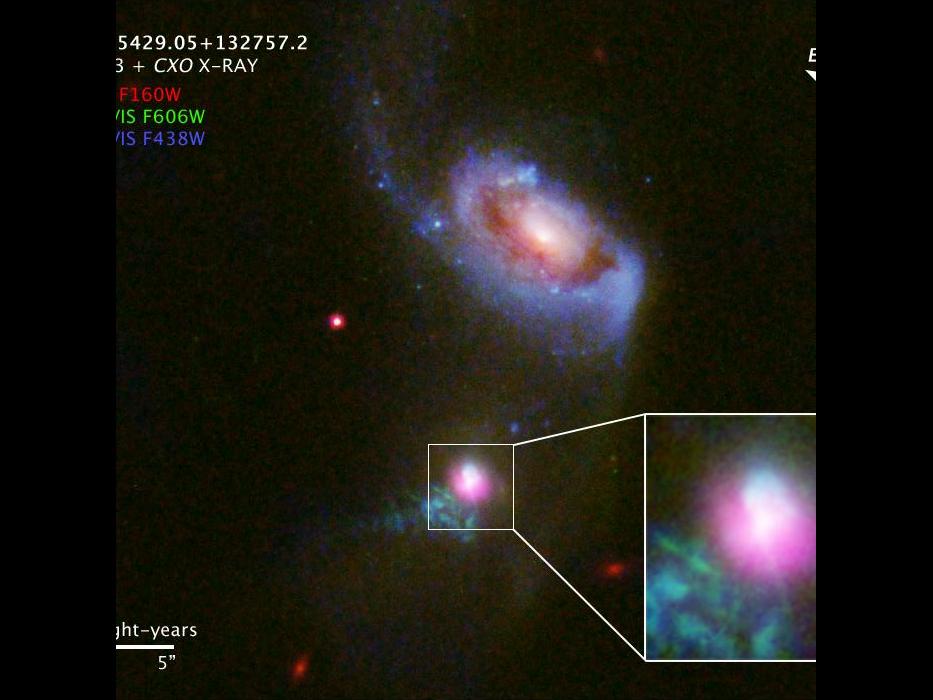 5429.05+132757.2
3 + CXO X-RAY
F160W
VIS F606W
VIS F438W
E
ght-years
5”